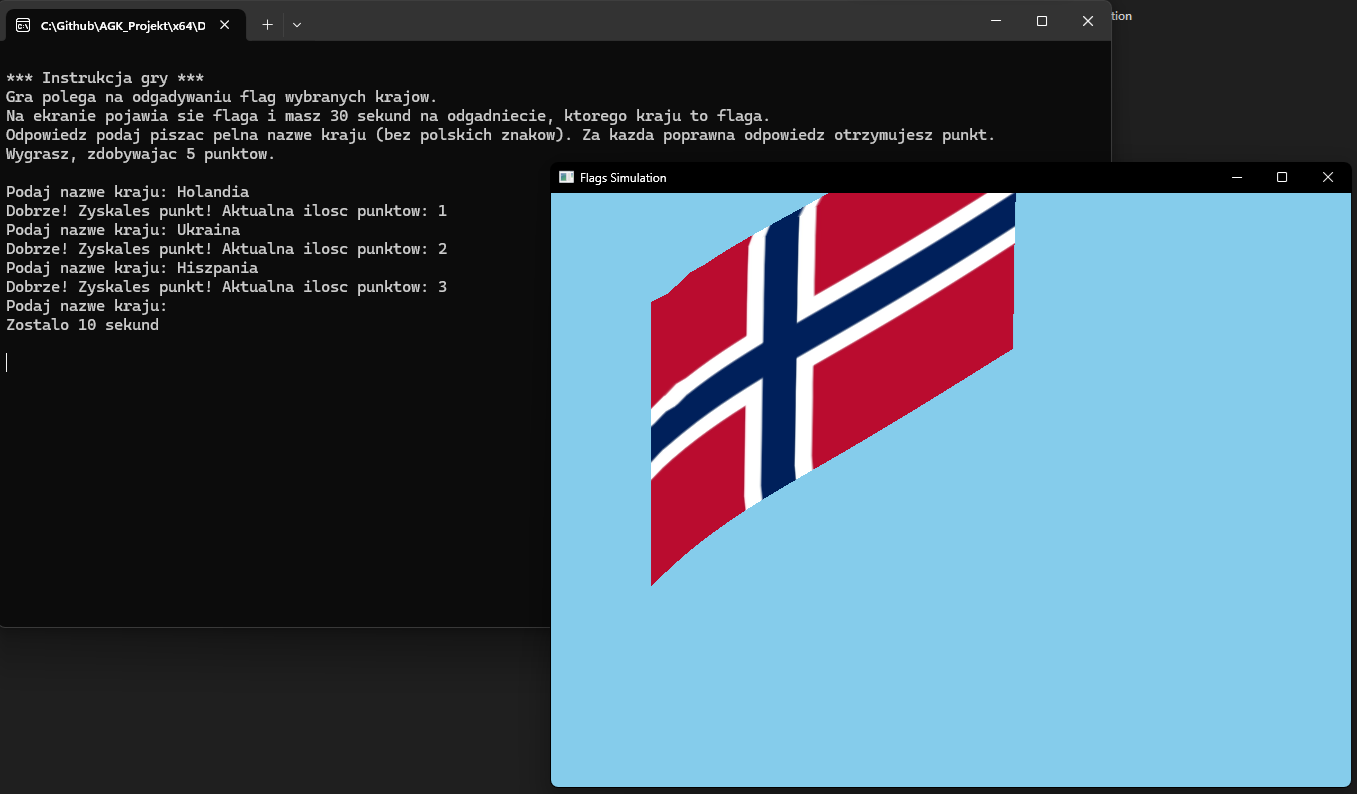 C:\Github\AGK_Projekt\x64\D
tion
*** Instrukcja gry ***
Gra polega na odgadywaniu flag wybranych krajow.
Na ekranie pojawia sie flaga i masz 30 sekund na odgadniecie, ktorego kraju to flaga.
Odpowiedz podaj piszac pelna nazwe kraju (bez polskich znakow). Za kazda poprawna odpowiedz otrzymujesz punkt.
Wygrasz, zdobywajac 5 punktow.
Podaj nazwe kraju: Holandia
Dobrze! Zyskales punkt! Aktualna ilosc punktow: 1
Podaj nazwe kraju: Ukraina
Dobrze! Zyskales punkt! Aktualna ilosc punktow: 2
Podaj nazwe kraju: Hiszpania
Dobrze! Zyskales punkt! Aktualna ilosc punktow: 3
Podaj nazwe kraju:
Zostalo 10 sekund
Flags Simulation